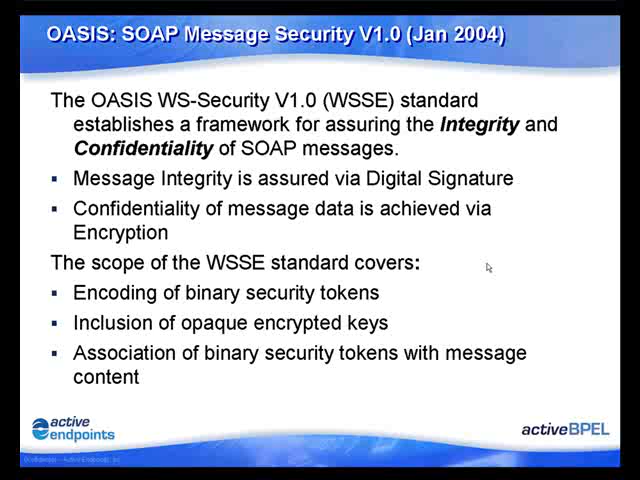 OASIS: SOAP Message Security V1.0 (Jan 2004)
The OASIS WS-Security V1.0 (WSSE) standard
establishes a framework for assuring the Integrity and
Confidentiality of SOAP messages.
▪ Message Integrity is assured via Digital Signature
▪ Confidentiality of message data is achieved via
Encryption
The scope of the WSSE standard covers:
▪ Encoding of binary security tokens
▪ Inclusion of opaque encrypted keys
▪ Association of binary security tokens with message
content
active
endpoints
activeBPEL